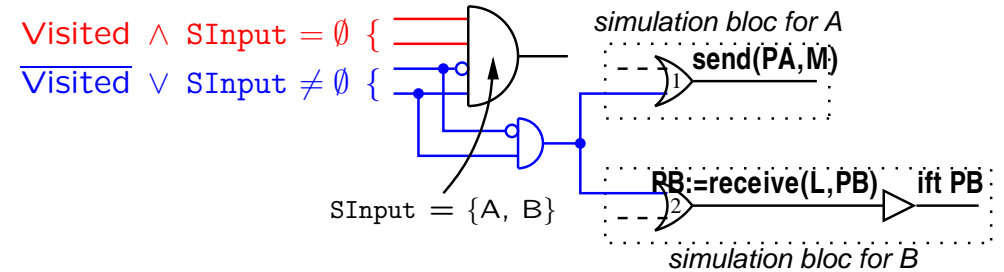 Visited ∧ SInput = ∅ {
V̅i̅s̅i̅t̅e̅d̅ ∨ SInput ≠ ∅ {
SInput = {A, B}
simulation bloc for A
send(PA,M)
1
PB:=receive(L,PB)
ift PB
2
simulation bloc for B